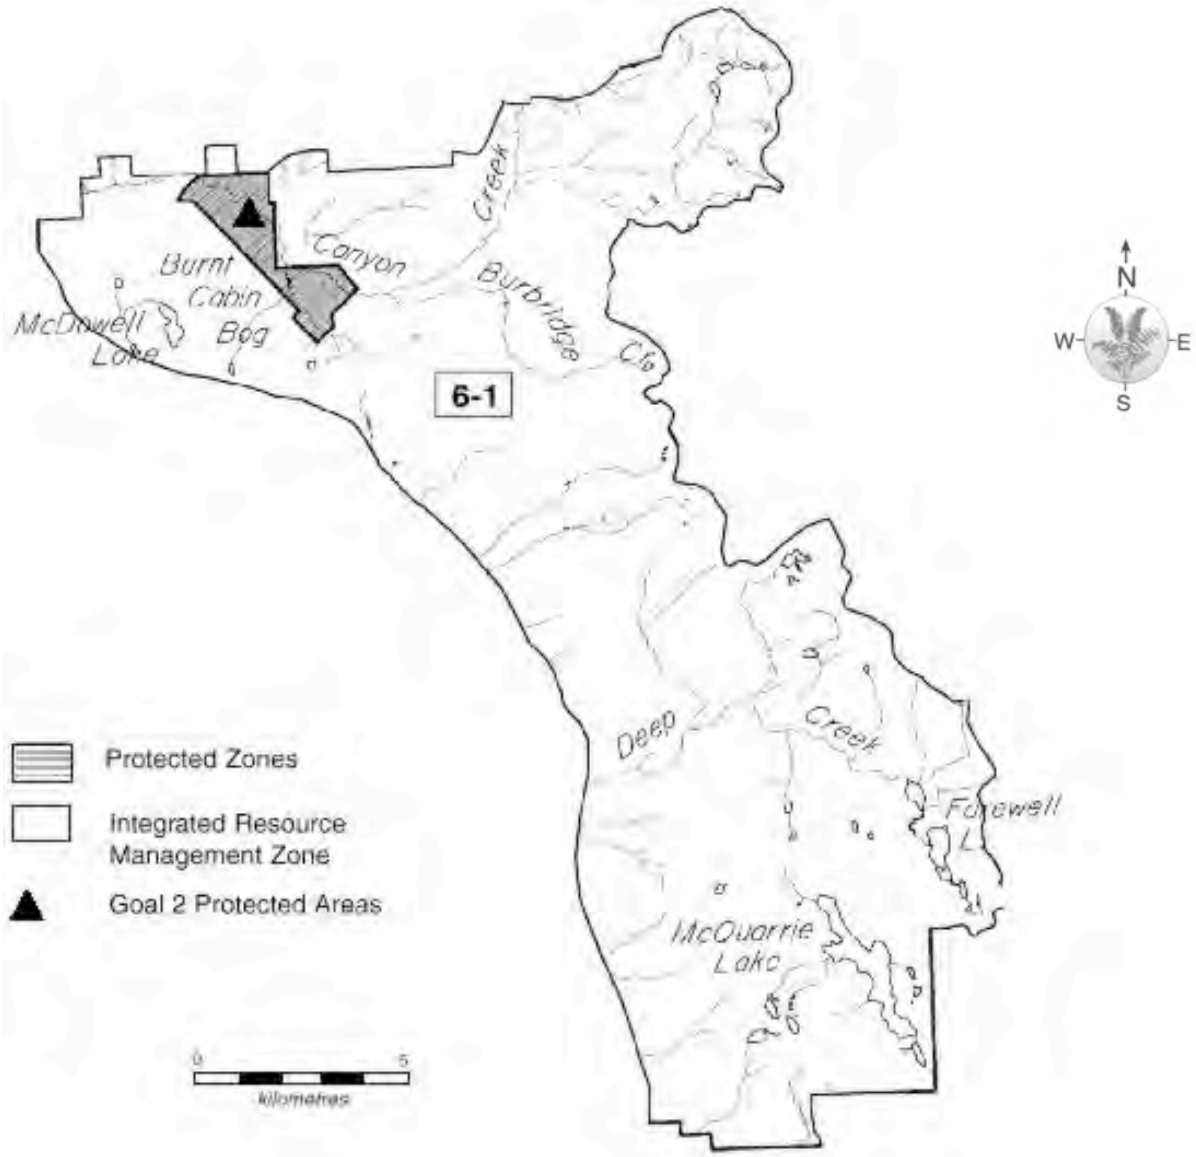 Creek
Canyon
Burnt
Cabin
Bog
Burbridge
McDowell
Lake
6-1
N
W
E
S
Deep
Creek
Farewell
L.
McQuarrie
Lake
Protected Zones
Integrated Resource
Management Zone
Goal 2 Protected Areas
0 5
kilometres